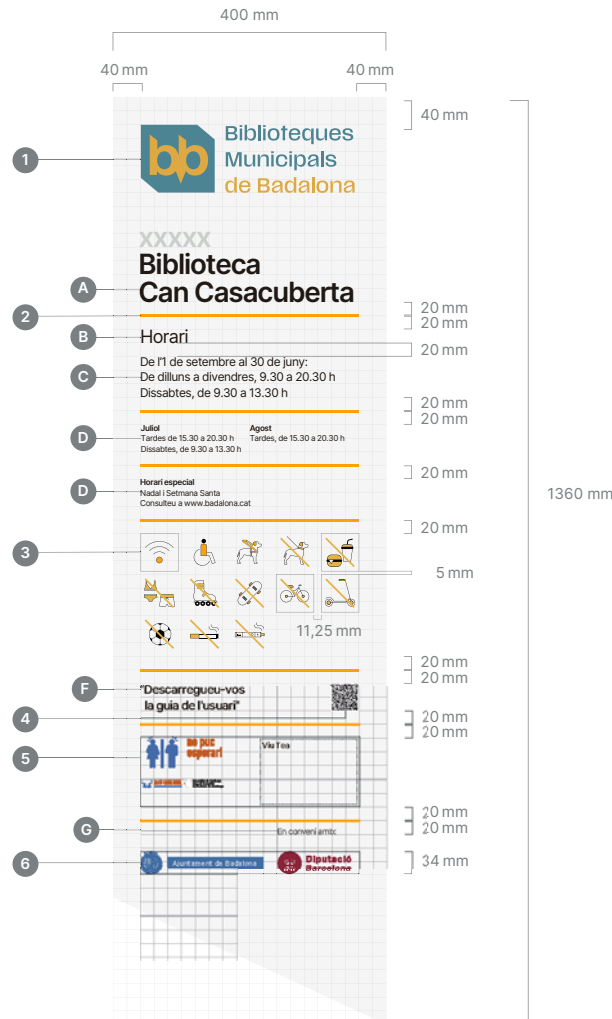 400 mm
40 mm
40 mm
40 mm
1
Biblioteques
Municipals
de Badalona
XXXXX
Biblioteca
A
Can Casacuberta
2
20 mm
20 mm
B
Horari
20 mm
De l'1 de setembre al 30 de juny:
C
De dilluns a divendres, 9.30 a 20.30 h
Dissabtes, de 9.30 a 13.30 h
20 mm
20 mm
Juliol
Agost
D
Tardes de 15.30 a 20.30 h
Tardes, de 15.30 a 20.30 h
Dissabtes, de 9.30 a 13.30 h
20 mm
Horari especial
D
Nadal i Setmana Santa
1360 mm
Consulteu a www.badalona.cat
20 mm
3
5 mm
11,25 mm
20 mm
20 mm
F
"Descarregueu-vos
la guia de l'usuari"
4
20 mm
20 mm
no puc
esperar!
Viu Tea
5
20 mm
20 mm
G
En conveni amb:
6
Ajuntament de Badalona
Diputació
Barcelona
34 mm